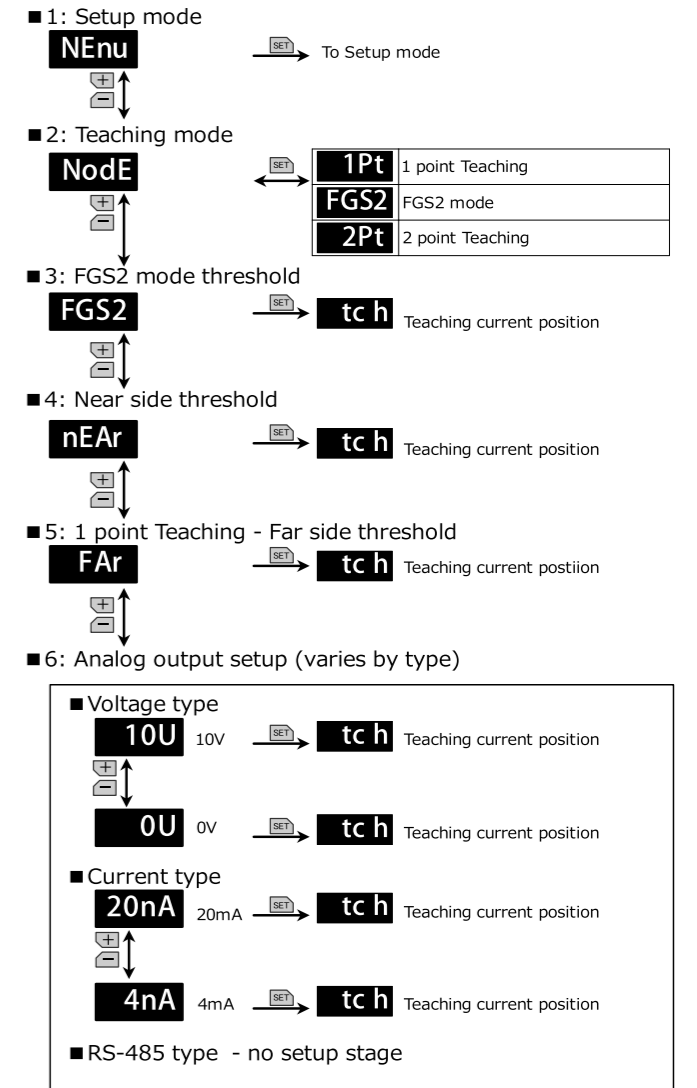 ■1: Setup mode
NEnu SET To Setup mode
+
−
■2: Teaching mode
NodE SET 1Pt 1 point Teaching
+
−
FGS2 FGS2 mode
2Pt 2 point Teaching
■3: FGS2 mode threshold
FGS2 SET tc h Teaching current position
+
−
■4: Near side threshold
nEAr SET tc h Teaching current position
+
−
■5: 1 point Teaching - Far side threshold
FAr SET tc h Teaching current postiion
+
−
■6: Analog output setup (varies by type)
■Voltage type
10U 10V SET tc h Teaching current position
+
−
0U 0V SET tc h Teaching current position
■Current type
20nA 20mA SET tc h Teaching current position
+
−
4nA 4mA SET tc h Teaching current position
■RS-485 type - no setup stage